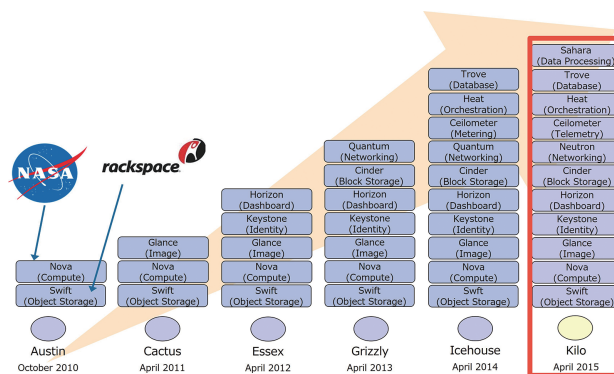 NASA
rackspace
Nova
(Compute)
Swift
(Object Storage)
Austin
October 2010
Glance
(Image)
Nova
(Compute)
Swift
(Object Storage)
Cactus
April 2011
Horizon
(Dashboard)
Keystone
(Identity)
Glance
(Image)
Nova
(Compute)
Swift
(Object Storage)
Essex
April 2012
Quantum
(Networking)
Cinder
(Block Storage)
Horizon
(Dashboard)
Keystone
(Identity)
Glance
(Image)
Nova
(Compute)
Swift
(Object Storage)
Grizzly
April 2013
Trove
(Database)
Heat
(Orchestration)
Ceilometer
(Metering)
Quantum
(Networking)
Cinder
(Block Storage)
Horizon
(Dashboard)
Keystone
(Identity)
Glance
(Image)
Nova
(Compute)
Swft
(Object Storage)
Icehouse
April 2014
Sahara
(Data Processing)
Trove
(Database)
Heat
(Orchestration)
Ceilometer
(Telemetry)
Neutron
(Networking)
Cinder
(Block Storage)
Horizon
(Dashboard)
Keystone
(Identity)
Glance
(Image)
Nova
(Compute)
Swift
(Object Storage)
Kilo
April 2015